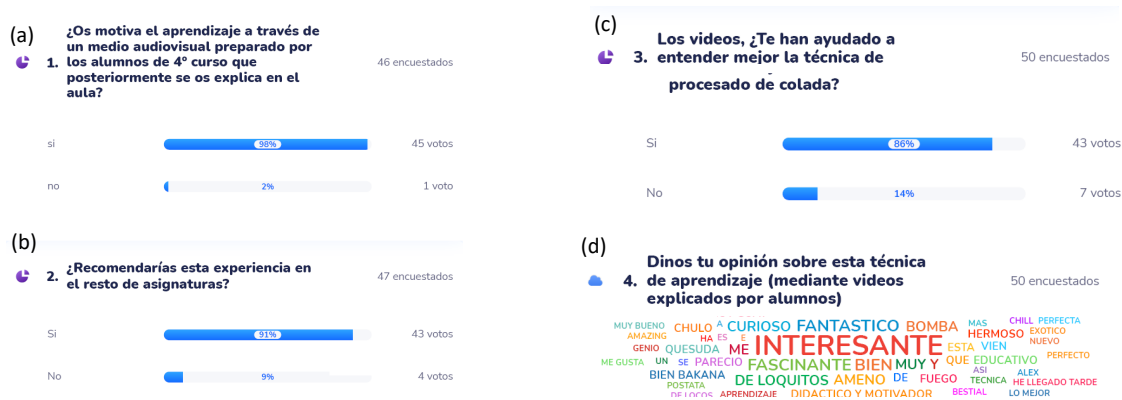 (a)
¿Os motiva el aprendizaje a través de
un medio audiovisual preparado por
1. los alumnos de 4º curso que
posteriormente se os explica en el
aula?
46 encuestados
si 98% 45 votos
no 2% 1 voto
(b)
2. ¿Recomendarías esta experiencia en
el resto de asignaturas?
47 encuestados
Si 91% 43 votos
No 9% 4 votos
(c)
Los videos, ¿Te han ayudado a
3. entender mejor la técnica de
procesado de colada?
50 encuestados
Si 86% 43 votos
No 14% 7 votos
(d)
Dinos tu opinión sobre esta técnica
4. de aprendizaje (mediante videos
explicados por alumnos)
50 encuestados
MUY BUENO CHULO A CURIOSO FANTASTICO BOMBA MAS CHILL PERFECTA
AMAZING HA ES E HERMOSO EXOTICO
GENIO QUESUDA ME INTERESANTE ESTA VIEN NUEVO
ME GUSTA UN SE PARECIO FASCINANTE BIEN MUY Y QUE EDUCATIVO PERFECTO
BIEN BAKANA DE LOQUITOS AMENO DE FUEGO ASI TECNICA ALEX
POSTATA HE LLEGADO TARDE
DE LOCOS APRENDIZAJE DIDACTICO Y MOTIVADOR BESTIAL LO MEJOR